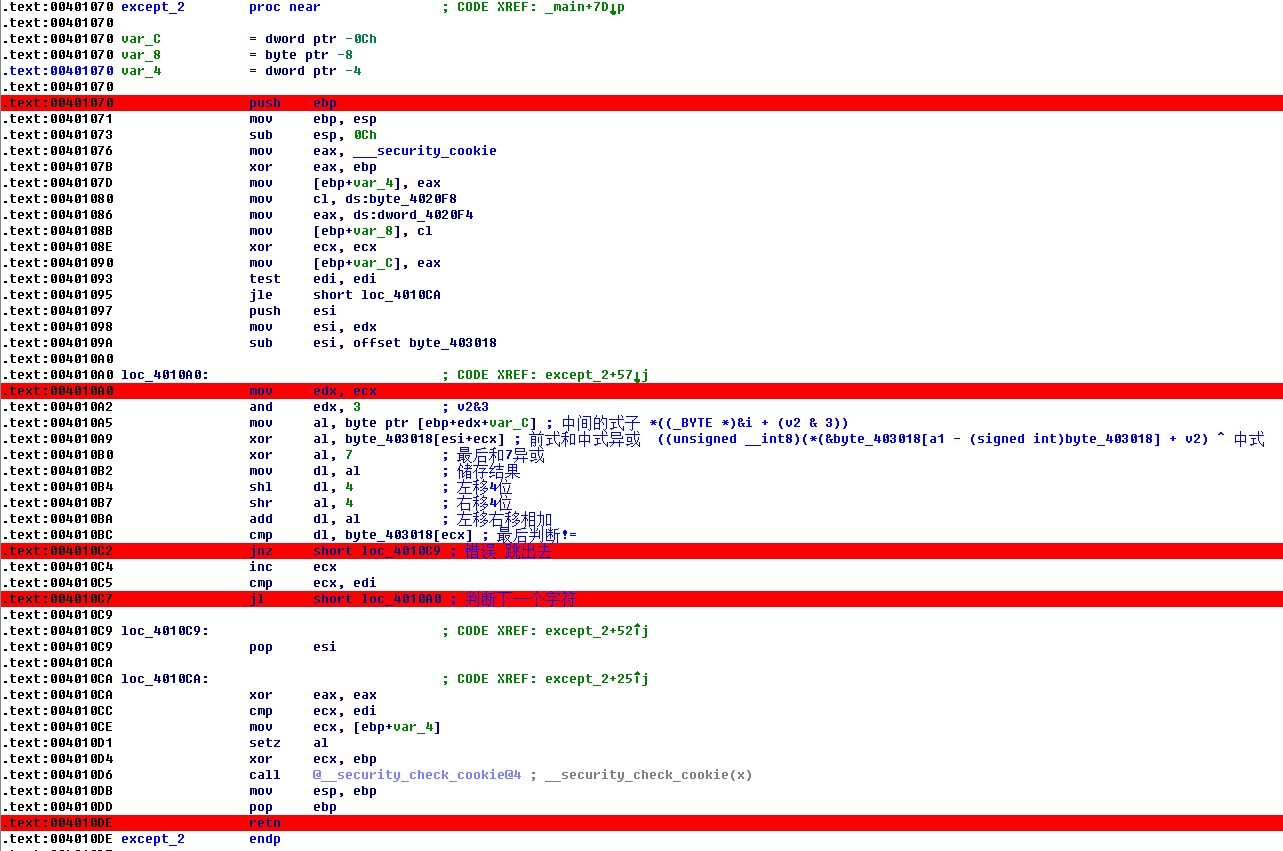 .text:00401070 except_2 proc near ; CODE XREF: _main+7D↓p
.text:00401070
.text:00401070 var_C = dword ptr -0Ch
.text:00401070 var_8 = byte ptr -8
.text:00401070 var_4 = dword ptr -4
.text:00401070
.text:00401070 push ebp
.text:00401071 mov ebp, esp
.text:00401073 sub esp, 0Ch
.text:00401076 mov eax, ___security_cookie
.text:0040107B xor eax, ebp
.text:0040107D mov [ebp+var_4], eax
.text:00401080 mov cl, ds:byte_4020F8
.text:00401086 mov eax, ds:dword_4020F4
.text:0040108B mov [ebp+var_8], cl
.text:0040108E xor ecx, ecx
.text:00401090 mov [ebp+var_C], eax
.text:00401093 test edi, edi
.text:00401095 jle short loc_4010CA
.text:00401097 push esi
.text:00401098 mov esi, edx
.text:0040109A sub esi, offset byte_403018
.text:004010A0
.text:004010A0 loc_4010A0: ; CODE XREF: except_2+57↓j
.text:004010A0 mov edx, ecx
.text:004010A2 and edx, 3 ; v2&3
.text:004010A5 mov al, byte ptr [ebp+edx+var_C] ; 中间的式子 *((_BYTE *)&i + (v2 & 3))
.text:004010A9 xor al, byte_403018[esi+ecx] ; 前式和中式异或 ((unsigned __int8)(*(&byte_403018[a1 - (signed int)byte_403018] + v2) ^ 中式
.text:004010B0 xor al, 7 ; 最后和7异或
.text:004010B2 mov dl, al ; 储存结果
.text:004010B4 shl dl, 4 ; 左移4位
.text:004010B7 shr al, 4 ; 右移4位
.text:004010BA add dl, al ; 左移右移相加
.text:004010BC cmp dl, byte_403018[ecx] ; 最后判断!=
.text:004010C2 jnz short loc_4010C9 ; 错误 跳出去
.text:004010C4 inc ecx
.text:004010C5 cmp ecx, edi
.text:004010C7 jl short loc_4010A0 ; 判断下一个字符
.text:004010C9
.text:004010C9 loc_4010C9: ; CODE XREF: except_2+52↑j
.text:004010C9 pop esi
.text:004010CA
.text:004010CA loc_4010CA: ; CODE XREF: except_2+25↑j
.text:004010CA xor eax, eax
.text:004010CC cmp ecx, edi
.text:004010CE mov ecx, [ebp+var_4]
.text:004010D1 setz al
.text:004010D4 xor ecx, ebp
.text:004010D6 call @__security_check_cookie@4 ; __security_check_cookie(x)
.text:004010DB mov esp, ebp
.text:004010DD pop ebp
.text:004010DE retn
.text:004010DE except_2 endp